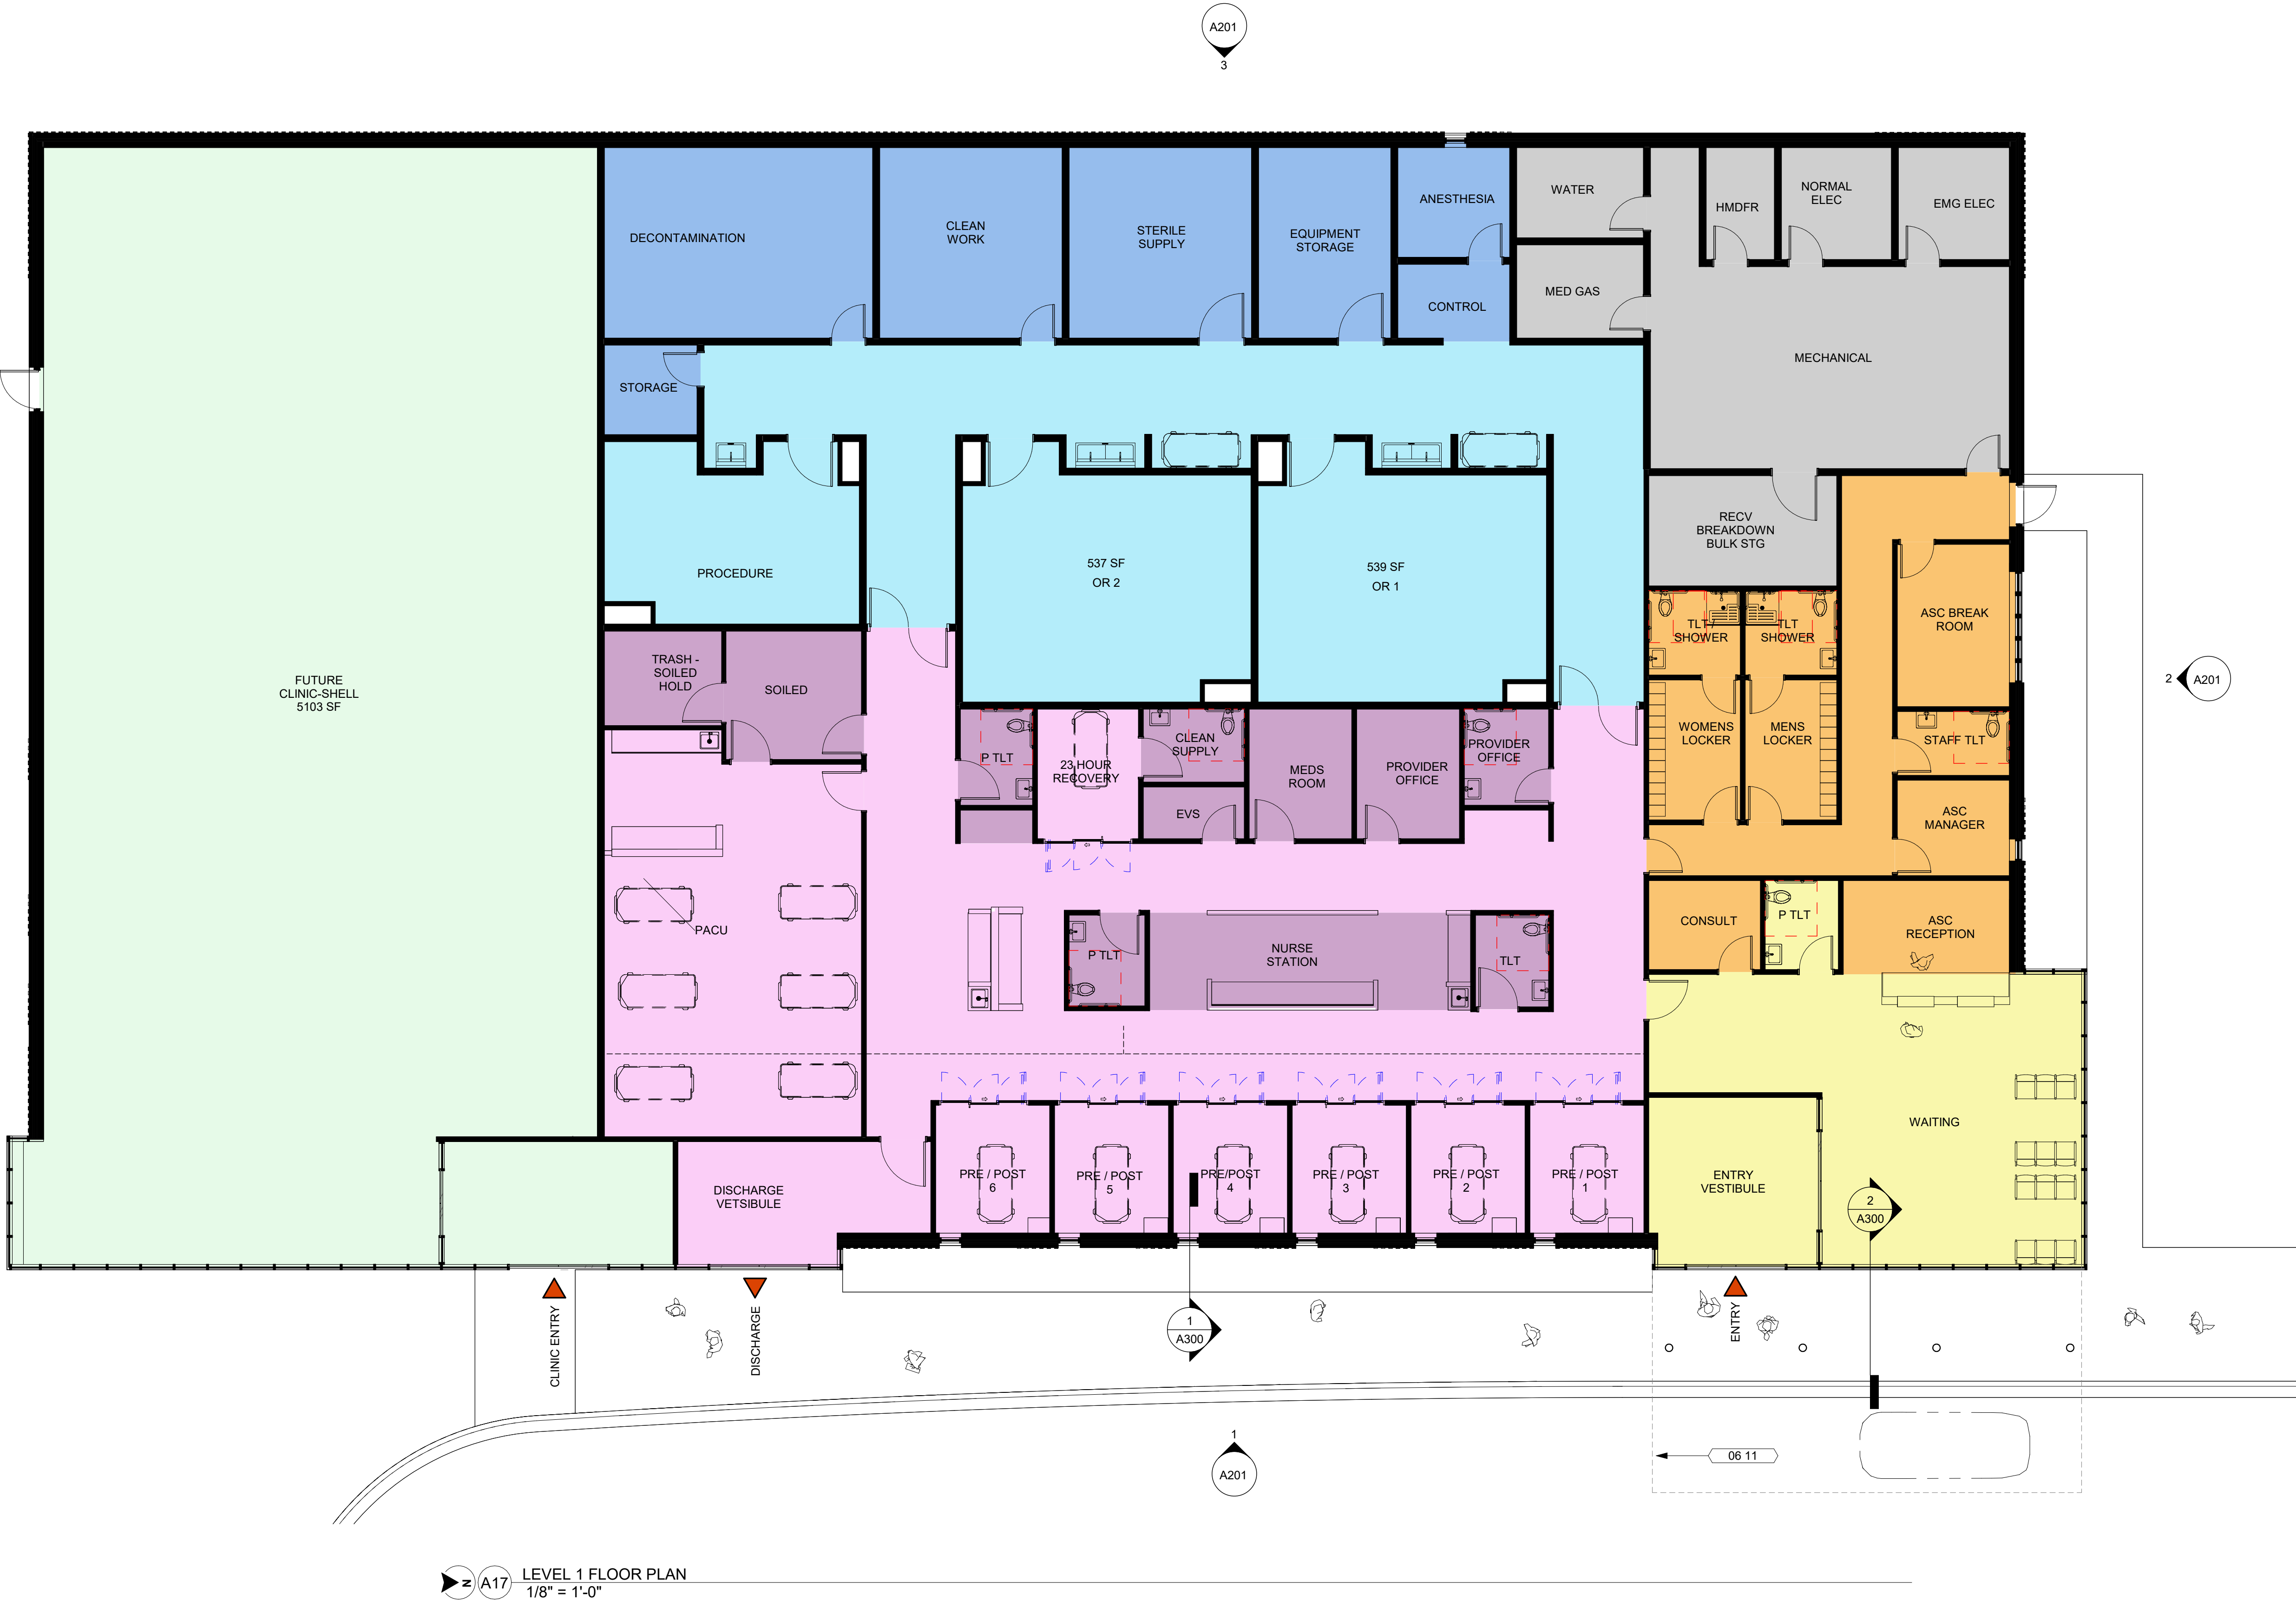 A201
3
WATER
HMDFR
NORMAL
ELEC
EMG ELEC
ANESTHESIA
DECONTAMINATION
CLEAN
WORK
STERILE
SUPPLY
EQUIPMENT
STORAGE
MED GAS
CONTROL
MECHANICAL
STORAGE
RECV
BREAKDOWN
BULK STG
PROCEDURE
537 SF
OR 2
539 SF
OR 1
ASC BREAK
ROOM
TLT /
SHOWER
TLT
SHOWER
FUTURE
CLINIC-SHELL
5103 SF
TRASH -
SOILED
HOLD
SOILED
2
A201
WOMENS
LOCKER
MENS
LOCKER
STAFF TLT
P TLT
23 HOUR
RECOVERY
CLEAN
SUPPLY
MEDS
ROOM
PROVIDER
OFFICE
PROVIDER
OFFICE
EVS
ASC
MANAGER
PACU
CONSULT
P TLT
ASC
RECEPTION
P TLT
NURSE
STATION
TLT
WAITING
DISCHARGE
VETSIBULE
PRE / POST
6
PRE / POST
5
PRE/POST
4
PRE / POST
3
PRE / POST
2
PRE / POST
1
ENTRY
VESTIBULE
2
A300
CLINIC ENTRY
DISCHARGE
1
A300
ENTRY
1
A201
06 11
N
A17
LEVEL 1 FLOOR PLAN
1/8" = 1'-0"